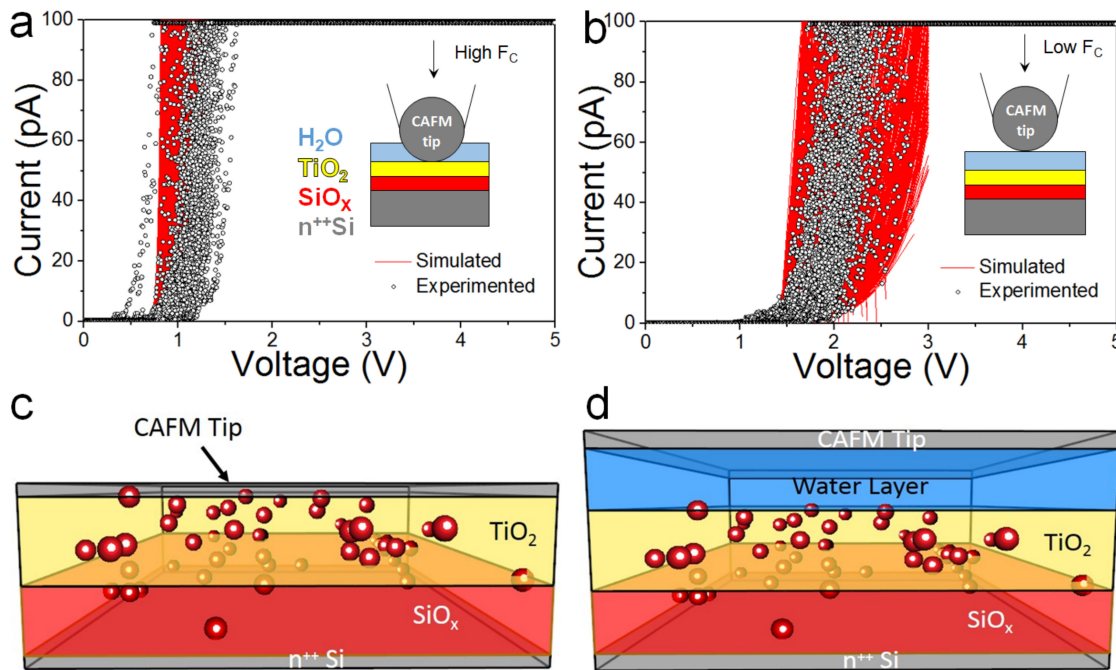 a
100
80
60
40
20
0
Current (pA)
0 1 2 3 4 5
Voltage (V)
High F_C
CAFM
tip
H₂O
TiO₂
SiOₓ
n⁺⁺Si
Simulated
Experimented
b
100
80
60
40
20
0
Current (pA)
0 1 2 3 4 5
Voltage (V)
Low F_C
CAFM
tip
Simulated
Experimented
c
CAFM Tip
TiO₂
SiOₓ
n⁺⁺ Si
d
CAFM Tip
Water Layer
TiO₂
SiOₓ
n⁺⁺ Si